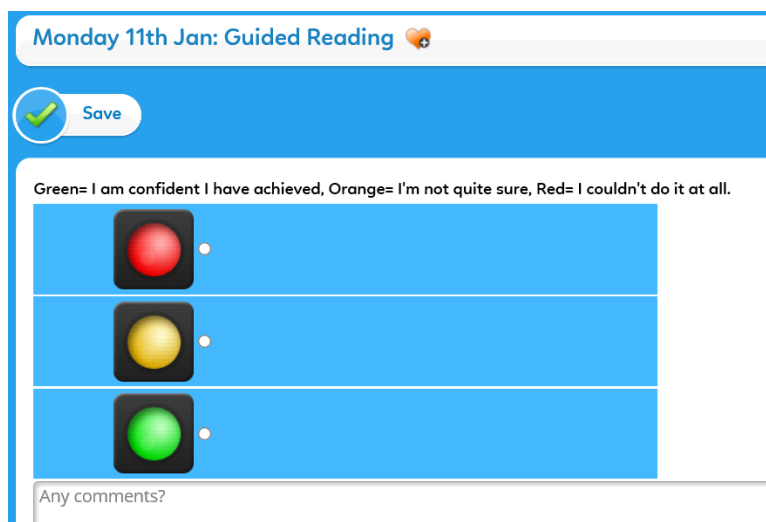 Monday 11th Jan: Guided Reading
Save
Green= I am confident I have achieved, Orange= I'm not quite sure, Red= I couldn't do it at all.
Any comments?